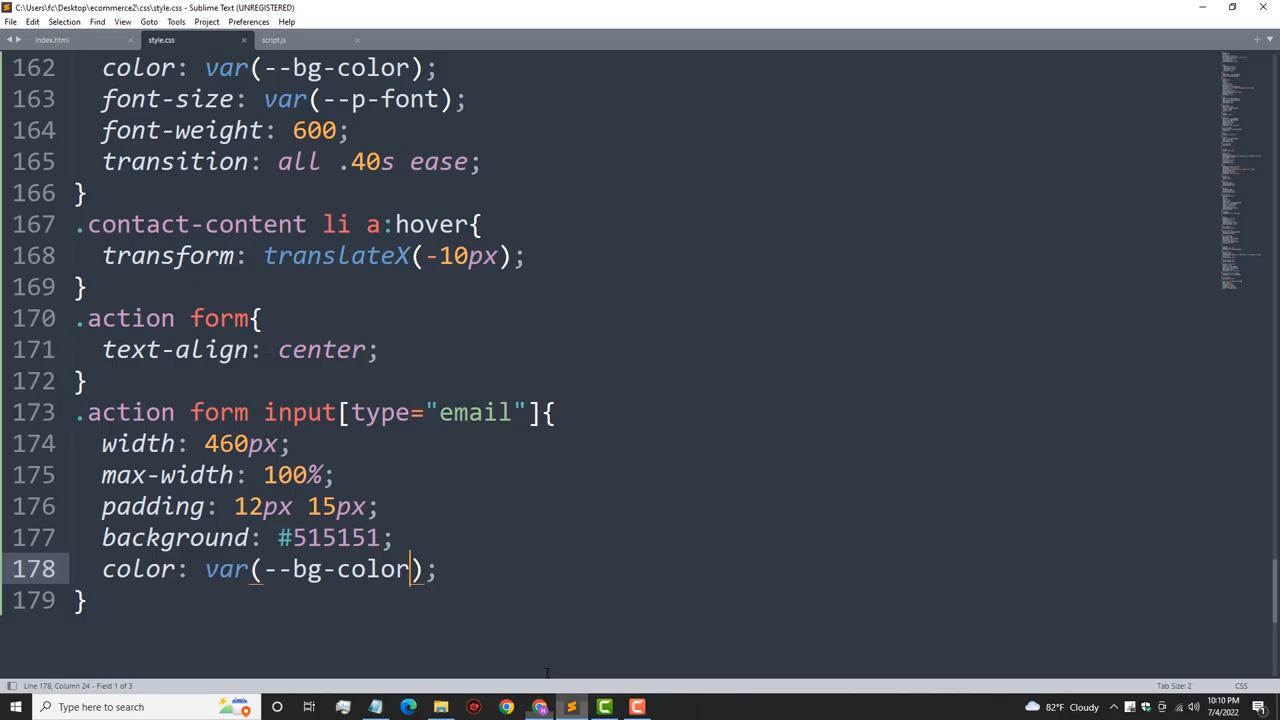 C:\Users\fc\Desktop\ecommerce2\css\style.css - Sublime Text (UNREGISTERED)
File Edit Selection Find View Goto Tools Project Preferences Help
index.html style.css script.js
162 color: var(--bg-color);
163 font-size: var(--p-font);
164 font-weight: 600;
165 transition: all .40s ease;
166 }
167 .contact-content li a:hover{
168 transform: translateX(-10px);
169 }
170 .action form{
171 text-align: center;
172 }
173 .action form input[type="email"]{
174 width: 460px;
175 max-width: 100%;
176 padding: 12px 15px;
177 background: #515151;
178 color: var(--bg-color);
179 }
Line 178, Column 24 - Field 1 of 3 Tab Size: 2 CSS
Type here to search 82°F Cloudy 10:10 PM
7/4/2022